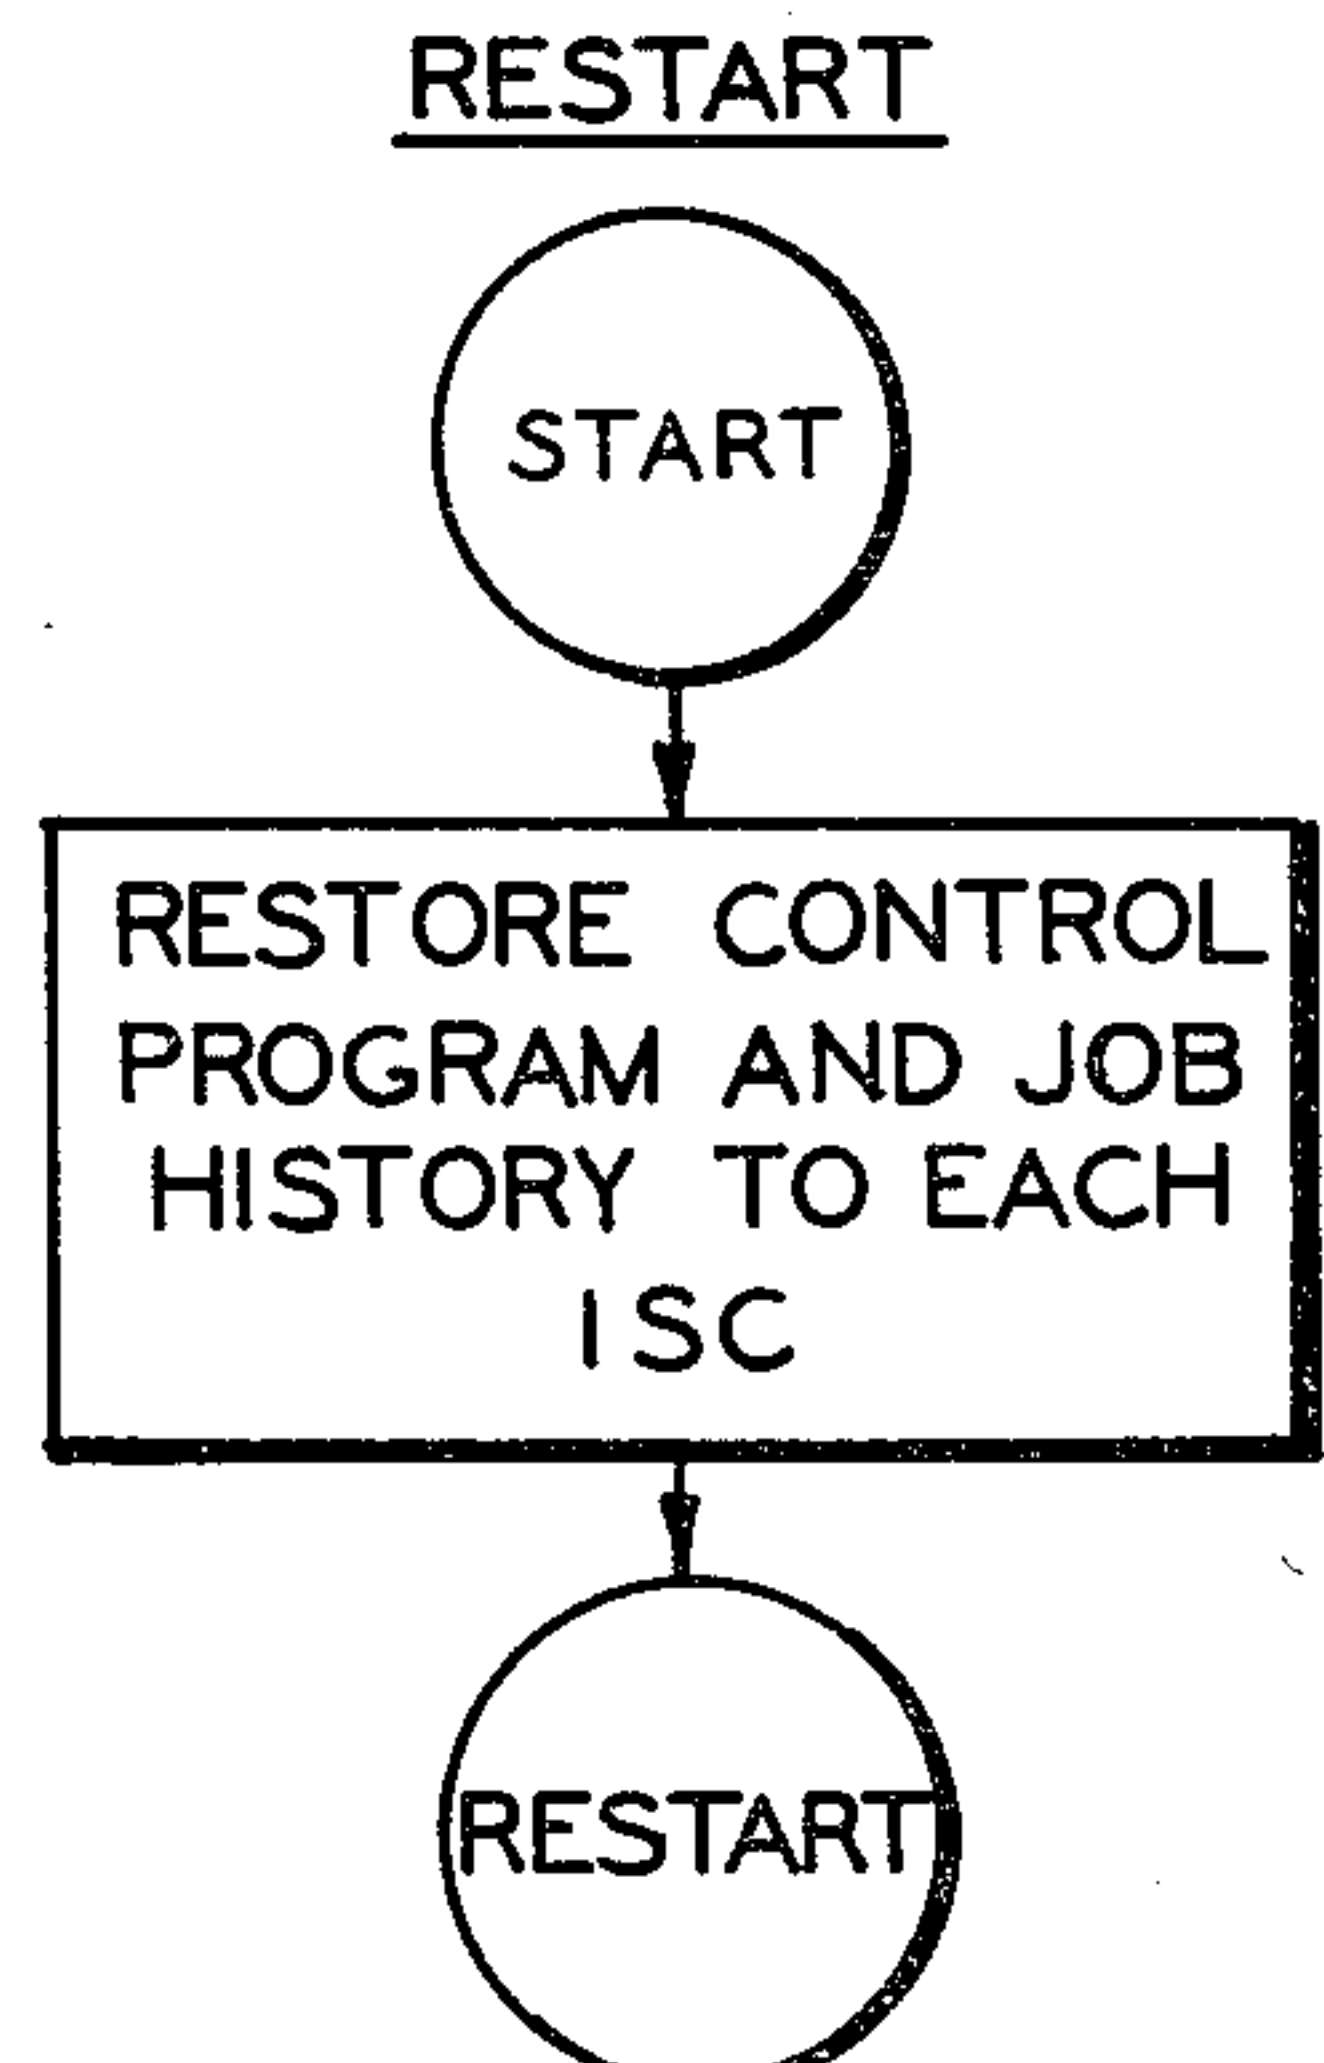 RESTART
START
RESTORE CONTROL
PROGRAM AND JOB
HISTORY TO EACH
ISC
RESTART